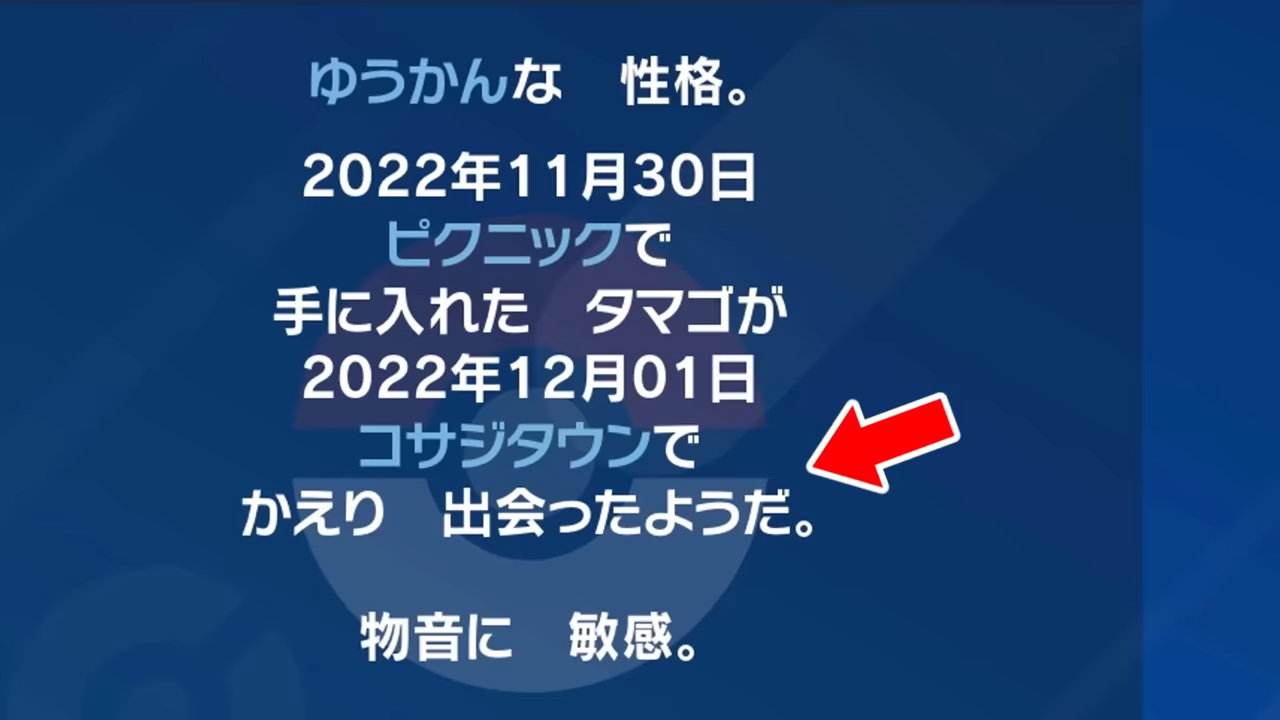 ゆうかんな　性格。
2022年11月30日
ピクニックで
手に入れた　タマゴが
2022年12月01日
コサジタウンで
かえり　出会ったようだ。
物音に　敏感。